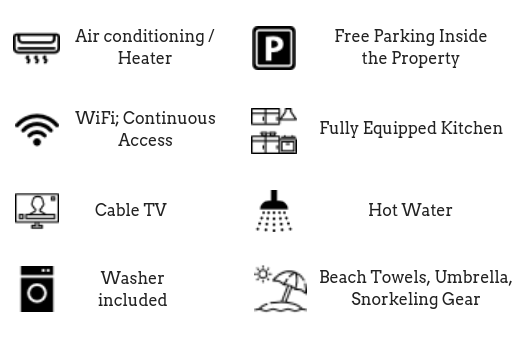 Air conditioning /
Heater
P
Free Parking Inside
the Property
WiFi; Continuous
Access
Fully Equipped Kitchen
Cable TV
Hot Water
Washer
included
Beach Towels, Umbrella,
Snorkeling Gear